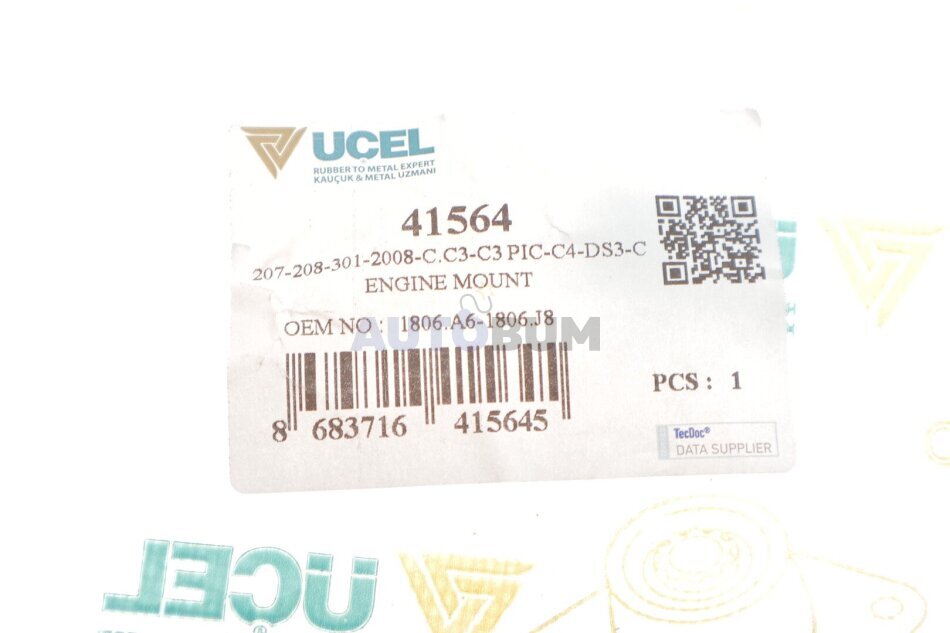 UCEL
RUBBER TO METAL EXPERT
KAUÇUK & METAL UZMANI
41564
207-208-301-2008-C.C3-C3 PIC-C4-DS3-C
ENGINE MOUNT
OEM NO : 1806.A6-1806.J8
AUTOBUM
8 683716 415645
PCS : 1
TecDoc®
DATA SUPPLIER
ÜCEL